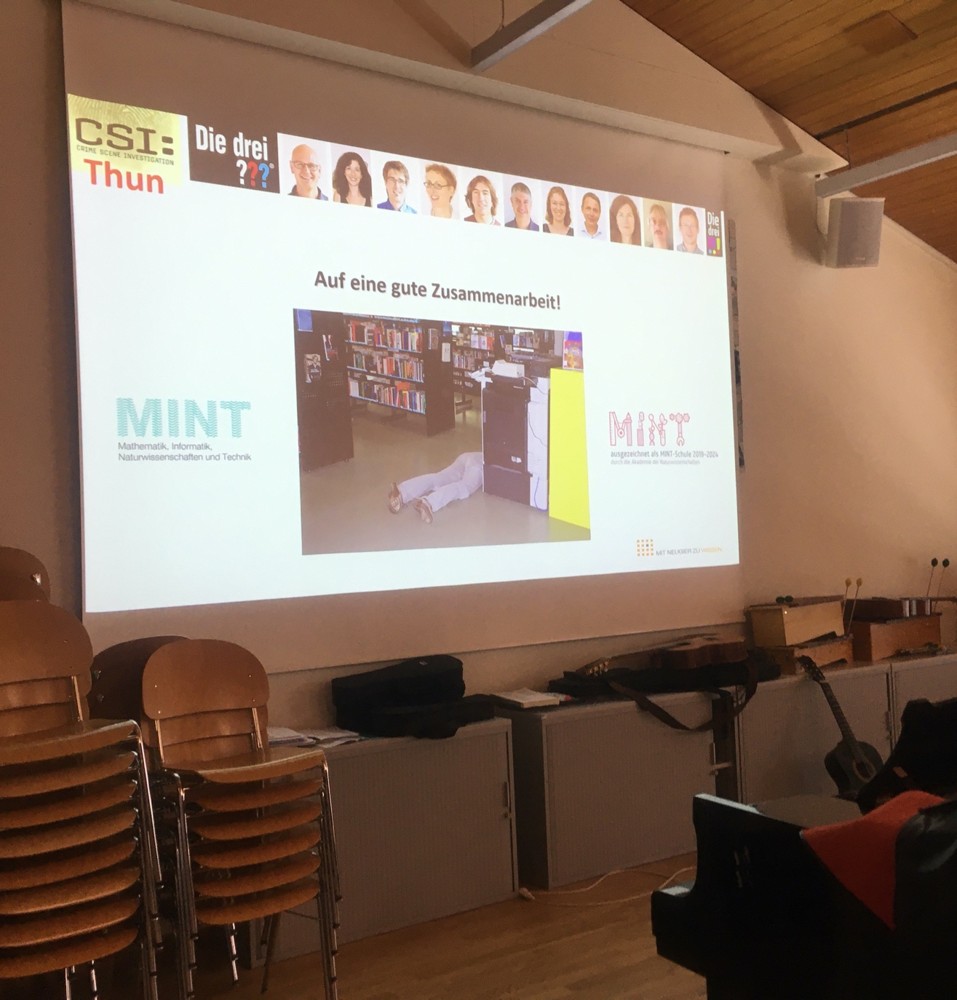 CSI:
CRIME SCENE INVESTIGATION
Thun
Die drei
???
Die
drei
!
Auf eine gute Zusammenarbeit!
MINT
Mathematik, Informatik,
Naturwissenschaften und Technik
MINT
ausgezeichnet als MINT-Schule 2019–2024
durch die Akademie der Naturwissenschaften
MIT NEUGIER ZU WISSEN